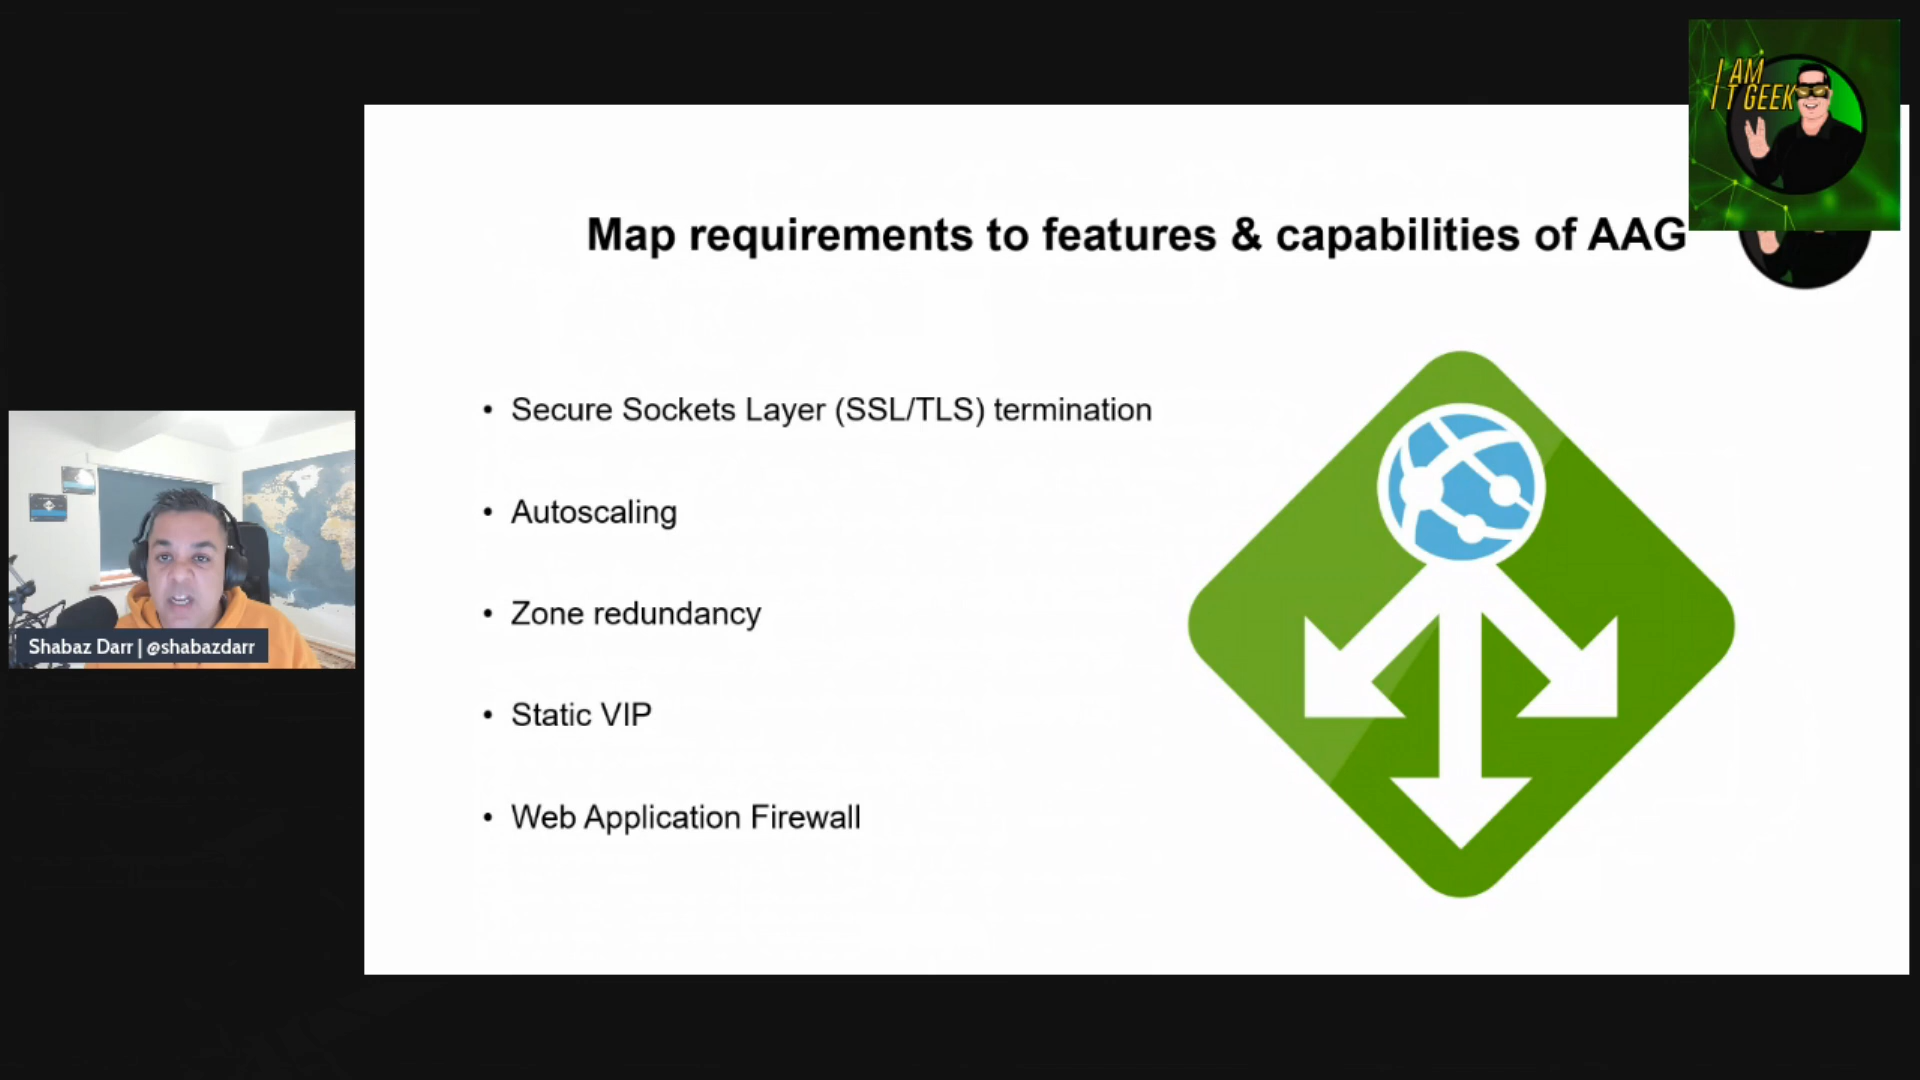 I AM
I T GEEK
Map requirements to features & capabilities of AAG
• Secure Sockets Layer (SSL/TLS) termination
• Autoscaling
• Zone redundancy
• Static VIP
• Web Application Firewall
Shabaz Darr | @shabazdarr